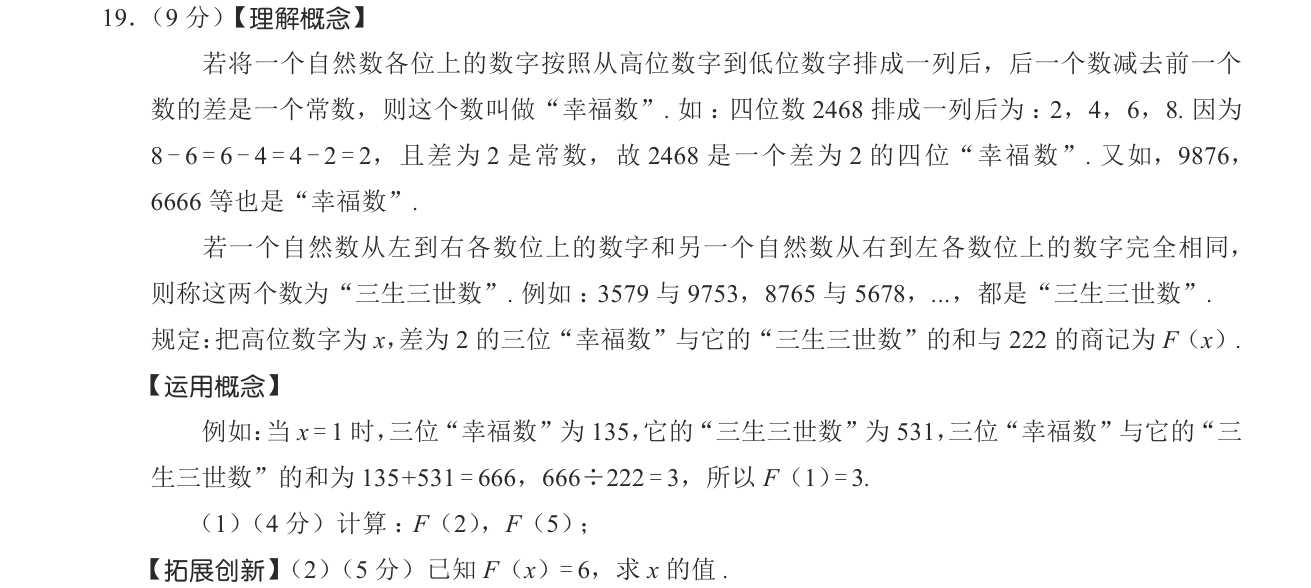 19.（9 分）【理解概念】
若将一个自然数各位上的数字按照从高位数字到低位数字排成一列后，后一个数减去前一个
数的差是一个常数，则这个数叫做“幸福数”. 如：四位数 2468 排成一列后为：2，4，6，8. 因为
8-6=6-4=4-2=2，且差为 2 是常数，故 2468 是一个差为 2 的四位“幸福数”. 又如，9876，
6666 等也是“幸福数”.
若一个自然数从左到右各数位上的数字和另一个自然数从右到左各数位上的数字完全相同，
则称这两个数为“三生三世数”. 例如：3579 与 9753，8765 与 5678，...，都是“三生三世数”.
规定：把高位数字为 x，差为 2 的三位“幸福数”与它的“三生三世数”的和与 222 的商记为 F（x）.
【运用概念】
例如：当 x=1 时，三位“幸福数”为 135，它的“三生三世数”为 531，三位“幸福数”与它的“三
生三世数”的和为 135+531=666，666÷222=3，所以 F（1）=3.
（1）（4 分）计算：F（2），F（5）；
【拓展创新】（2）（5 分）已知 F（x）=6，求 x 的值.